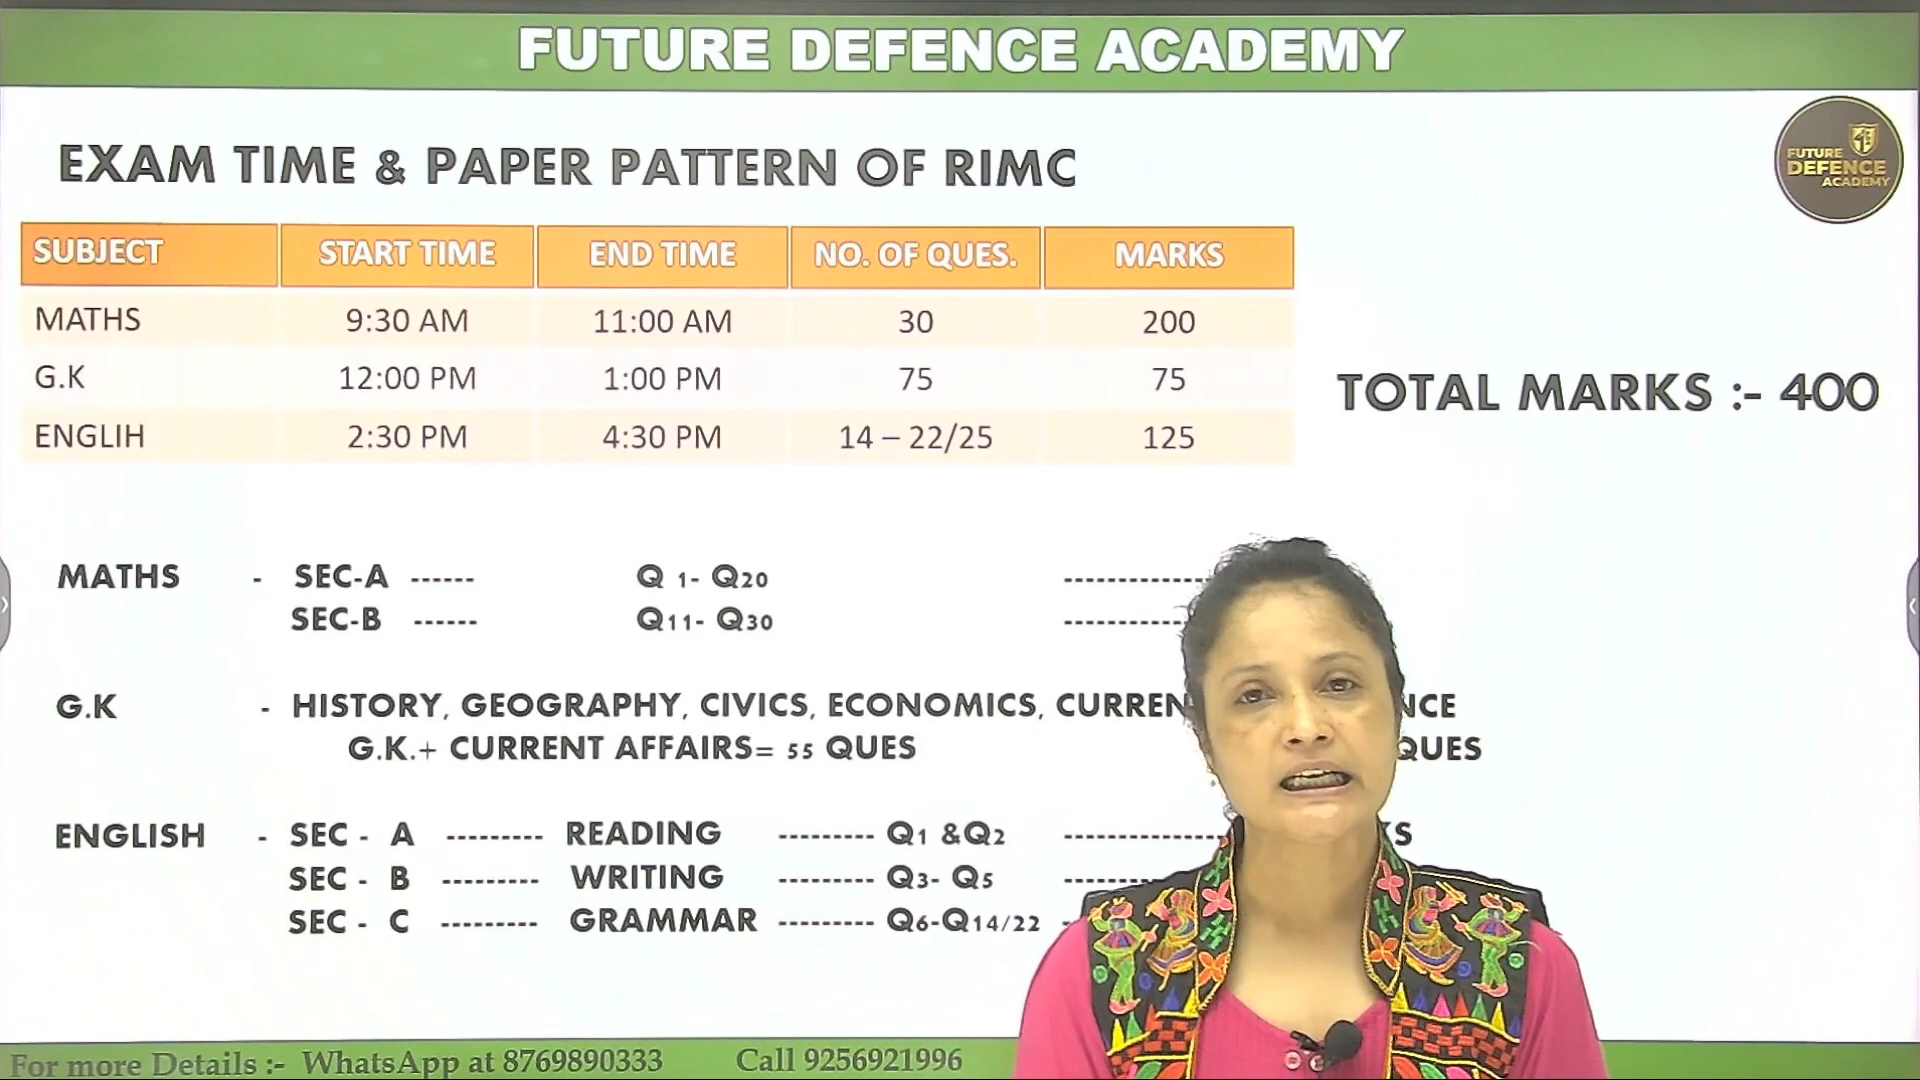 FUTURE DEFENCE ACADEMY
EXAM TIME & PAPER PATTERN OF RIMC
FUTURE
DEFENCE
ACADEMY
SUBJECT START TIME END TIME NO. OF QUES. MARKS
MATHS 9:30 AM 11:00 AM 30 200
G.K 12:00 PM 1:00 PM 75 75
ENGLIH 2:30 PM 4:30 PM 14 – 22/25 125
TOTAL MARKS :- 400
MATHS - SEC-A ------ Q 1- Q20 ------------
SEC-B ------ Q11- Q30 ------------
G.K - HISTORY, GEOGRAPHY, CIVICS, ECONOMICS,
G.K.+ CURRENT AFFAIRS= 55 QUES QUES
ENGLISH - SEC - A --------- READING --------- Q1 &Q2 ------------
SEC - B --------- WRITING --------- Q3- Q5 ------------
SEC - C --------- GRAMMAR --------- Q6-Q14/22 -
For more Details :- WhatsApp at 8769890333 Call 9256921996